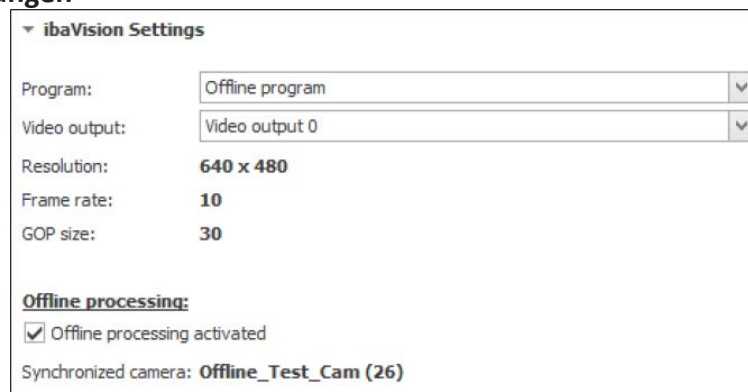 ibaVision Settings
Program: Offline program
Video output: Video output 0
Resolution: 640 x 480
Frame rate: 10
GOP size: 30
Offline processing:
Offline processing activated
Synchronized camera: Offline_Test_Cam (26)